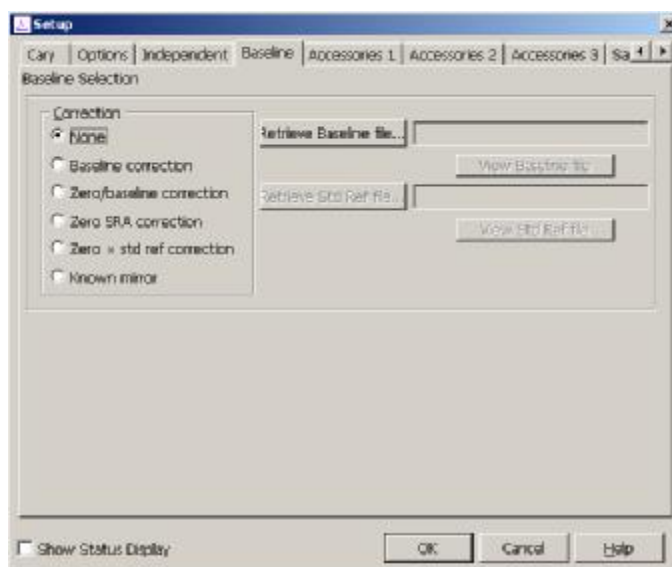 Setup
Cary Options Independent Baseline Accessories 1 Accessories 2 Accessories 3 Sa
Baseline Selection
Correction
None
Baseline correction
Zero/baseline correction
Zero SRA correction
Zero × std ref correction
Known mirror
Retrieve Baseline file...
View Baseline file
Retrieve Std Ref file...
View Std Ref file
Show Status Display
OK Cancel Help